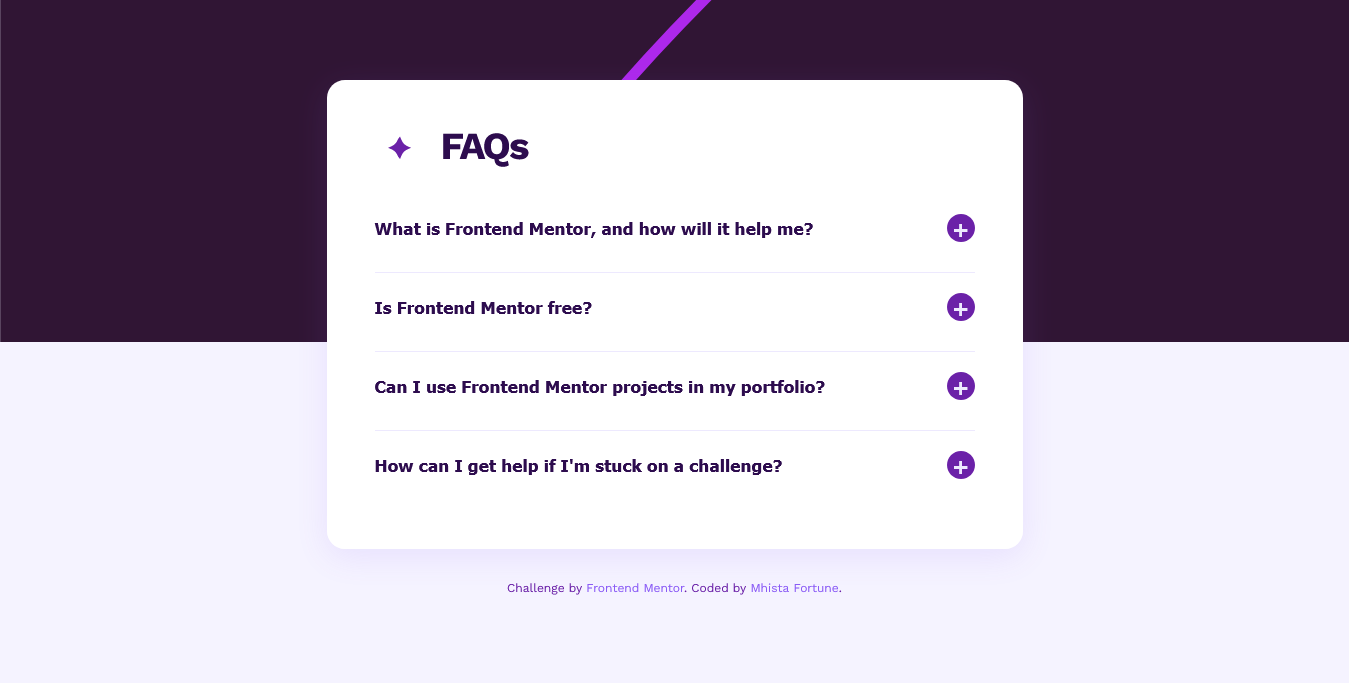 FAQs
What is Frontend Mentor, and how will it help me?
Is Frontend Mentor free?
Can I use Frontend Mentor projects in my portfolio?
How can I get help if I'm stuck on a challenge?
Challenge by Frontend Mentor. Coded by Mhista Fortune.